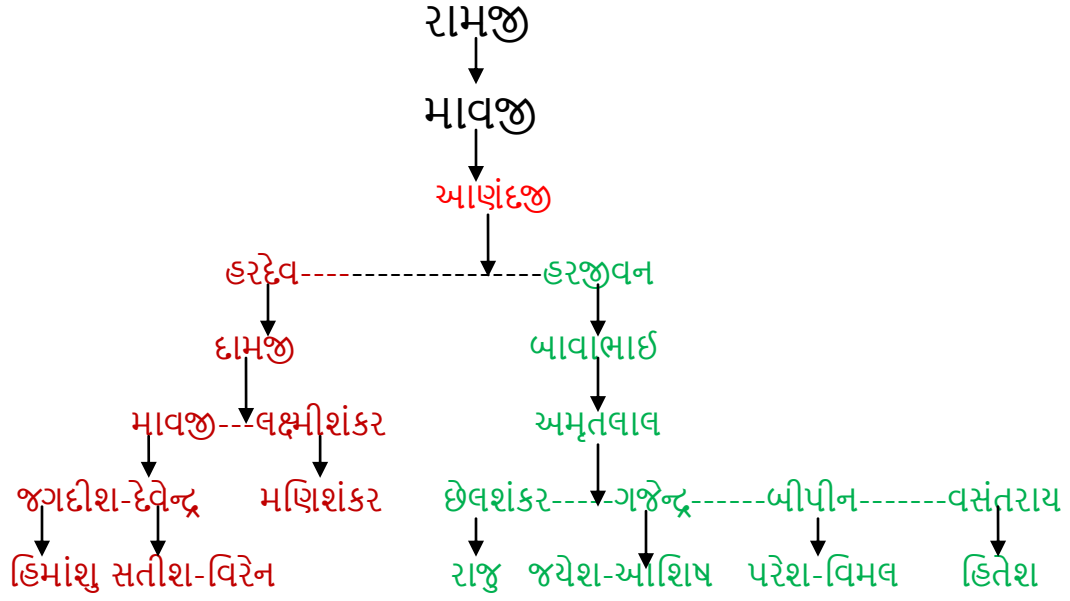 રામજી
માવજી
આણંદજી
હરદેવ----------------હરજીવન
દામજી બાવાભાઈ
માવજી---લક્ષ્મીશંકર અમૃતલાલ
જગદીશ-દેવેન્દ્ર મણિશંકર છેલશંકર-----ગજેન્દ્ર------બીપીન-------વસંતરાય
હિમાંશુ સતીશ-વિરેન રાજુ જયેશ-આશિષ પરેશ-વિમલ હિતેશ